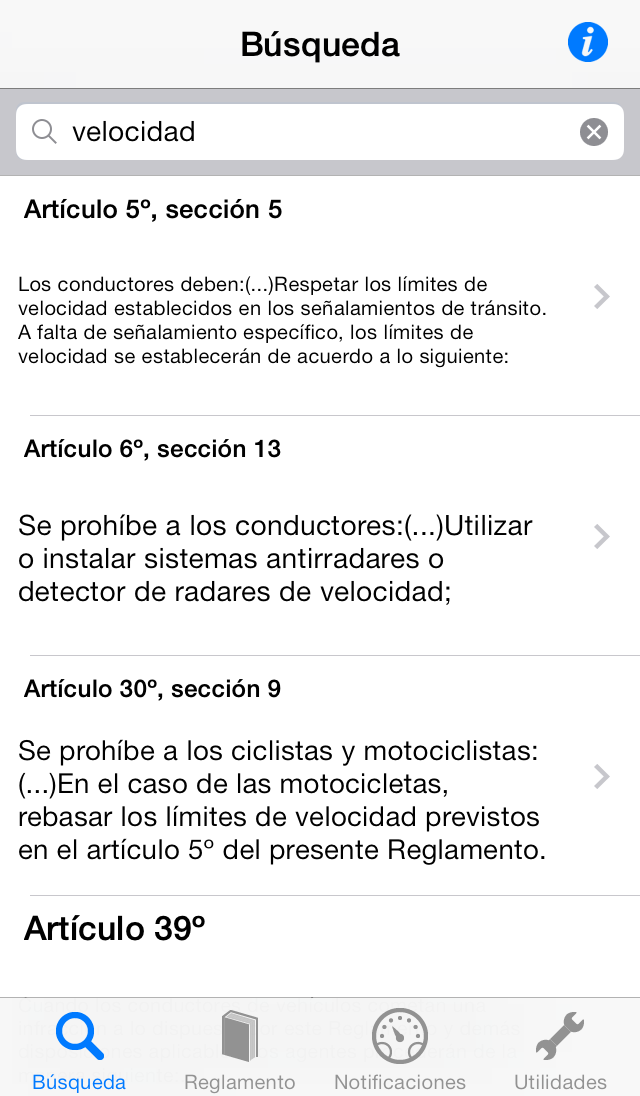 Búsqueda
velocidad
Artículo 5º, sección 5
Los conductores deben:(...)Respetar los límites de
velocidad establecidos en los señalamientos de tránsito.
A falta de señalamiento específico, los límites de
velocidad se establecerán de acuerdo a lo siguiente:
Artículo 6º, sección 13
Se prohíbe a los conductores:(...)Utilizar
o instalar sistemas antirradares o
detector de radares de velocidad;
Artículo 30º, sección 9
Se prohíbe a los ciclistas y motociclistas:
(...)En el caso de las motocicletas,
rebasar los límites de velocidad previstos
en el artículo 5º del presente Reglamento.
Artículo 39º
Búsqueda
Reglamento
Notificaciones
Utilidades